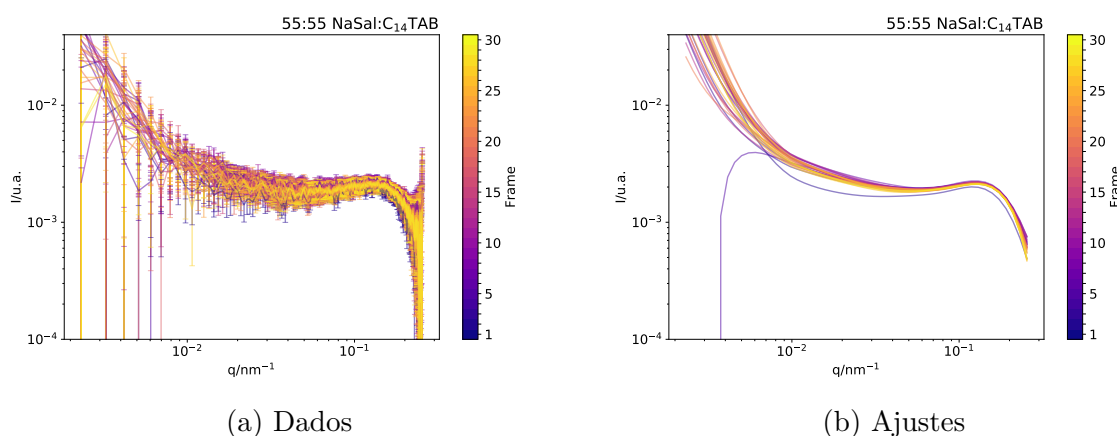 55:55 NaSal:C₁₄TAB
I/u.a.
10⁻²
10⁻³
10⁻⁴
10⁻² 10⁻¹
q/nm⁻¹
30
25
20
15
10
5
1
Frame
(a) Dados
55:55 NaSal:C₁₄TAB
I/u.a.
10⁻²
10⁻³
10⁻⁴
10⁻² 10⁻¹
q/nm⁻¹
30
25
20
15
10
5
1
Frame
(b) Ajustes